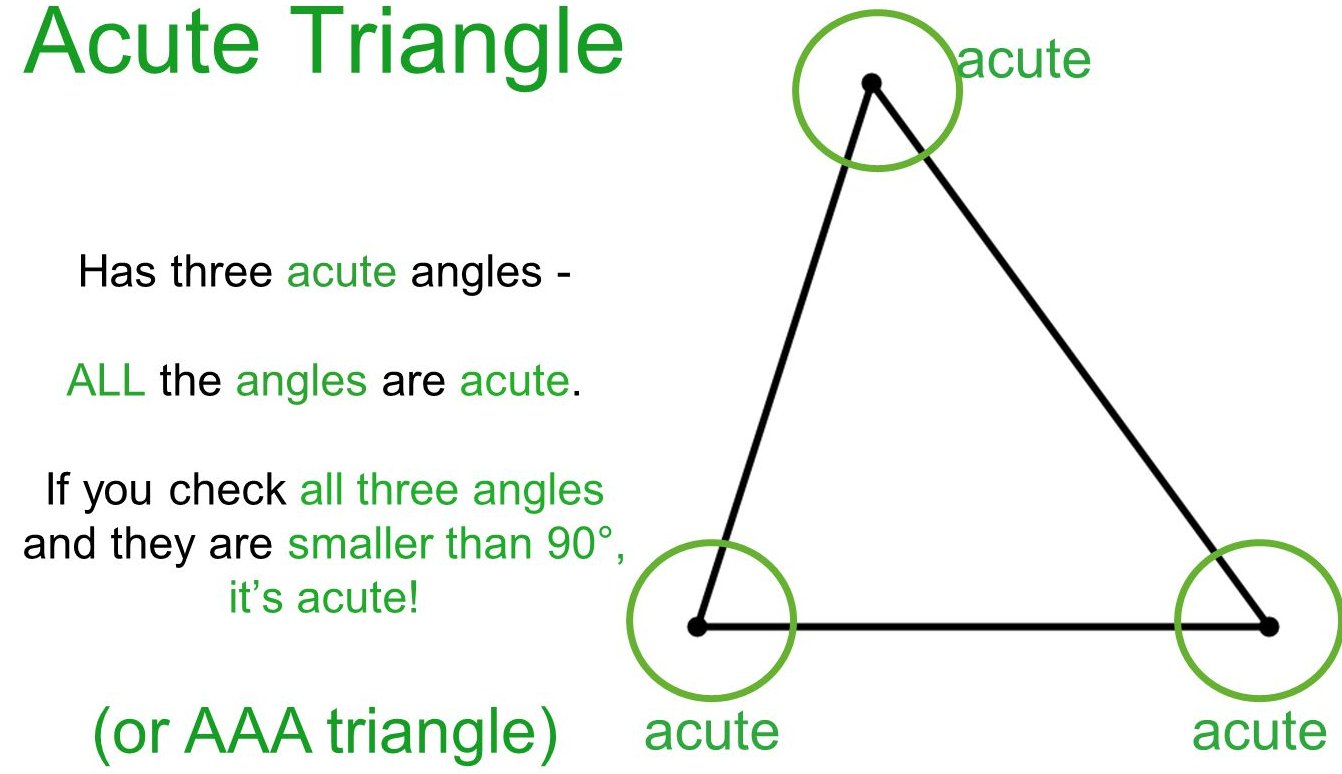 Acute Triangle
acute
Has three acute angles -
ALL the angles are acute.
If you check all three angles
and they are smaller than 90°,
it’s acute!
(or AAA triangle)
acute
acute